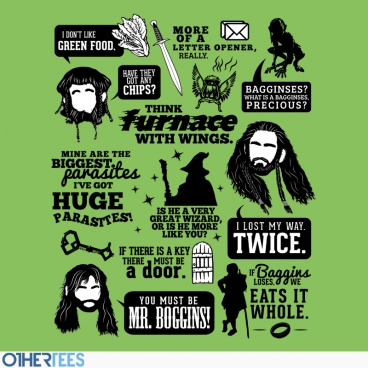 I DON'T LIKE
GREEN FOOD.
MORE
OF A
LETTER OPENER,
REALLY.
HAVE THEY
GOT ANY
CHIPS?
BAGGINSES?
WHAT IS A BAGGINSES,
PRECIOUS?
THINK
furnace
WITH WINGS.
MINE ARE THE
BIGGEST
parasites
I'VE GOT
HUGE
PARASITES!
IS HE A VERY
GREAT WIZARD,
OR IS HE MORE
LIKE YOU?
I LOST MY WAY.
TWICE.
IF THERE IS A KEY
THERE MUST BE
a door.
IF Baggins
LOSES, WE
EATS IT
WHOLE.
YOU MUST BE
MR. BOGGINS!
OTHERTEES